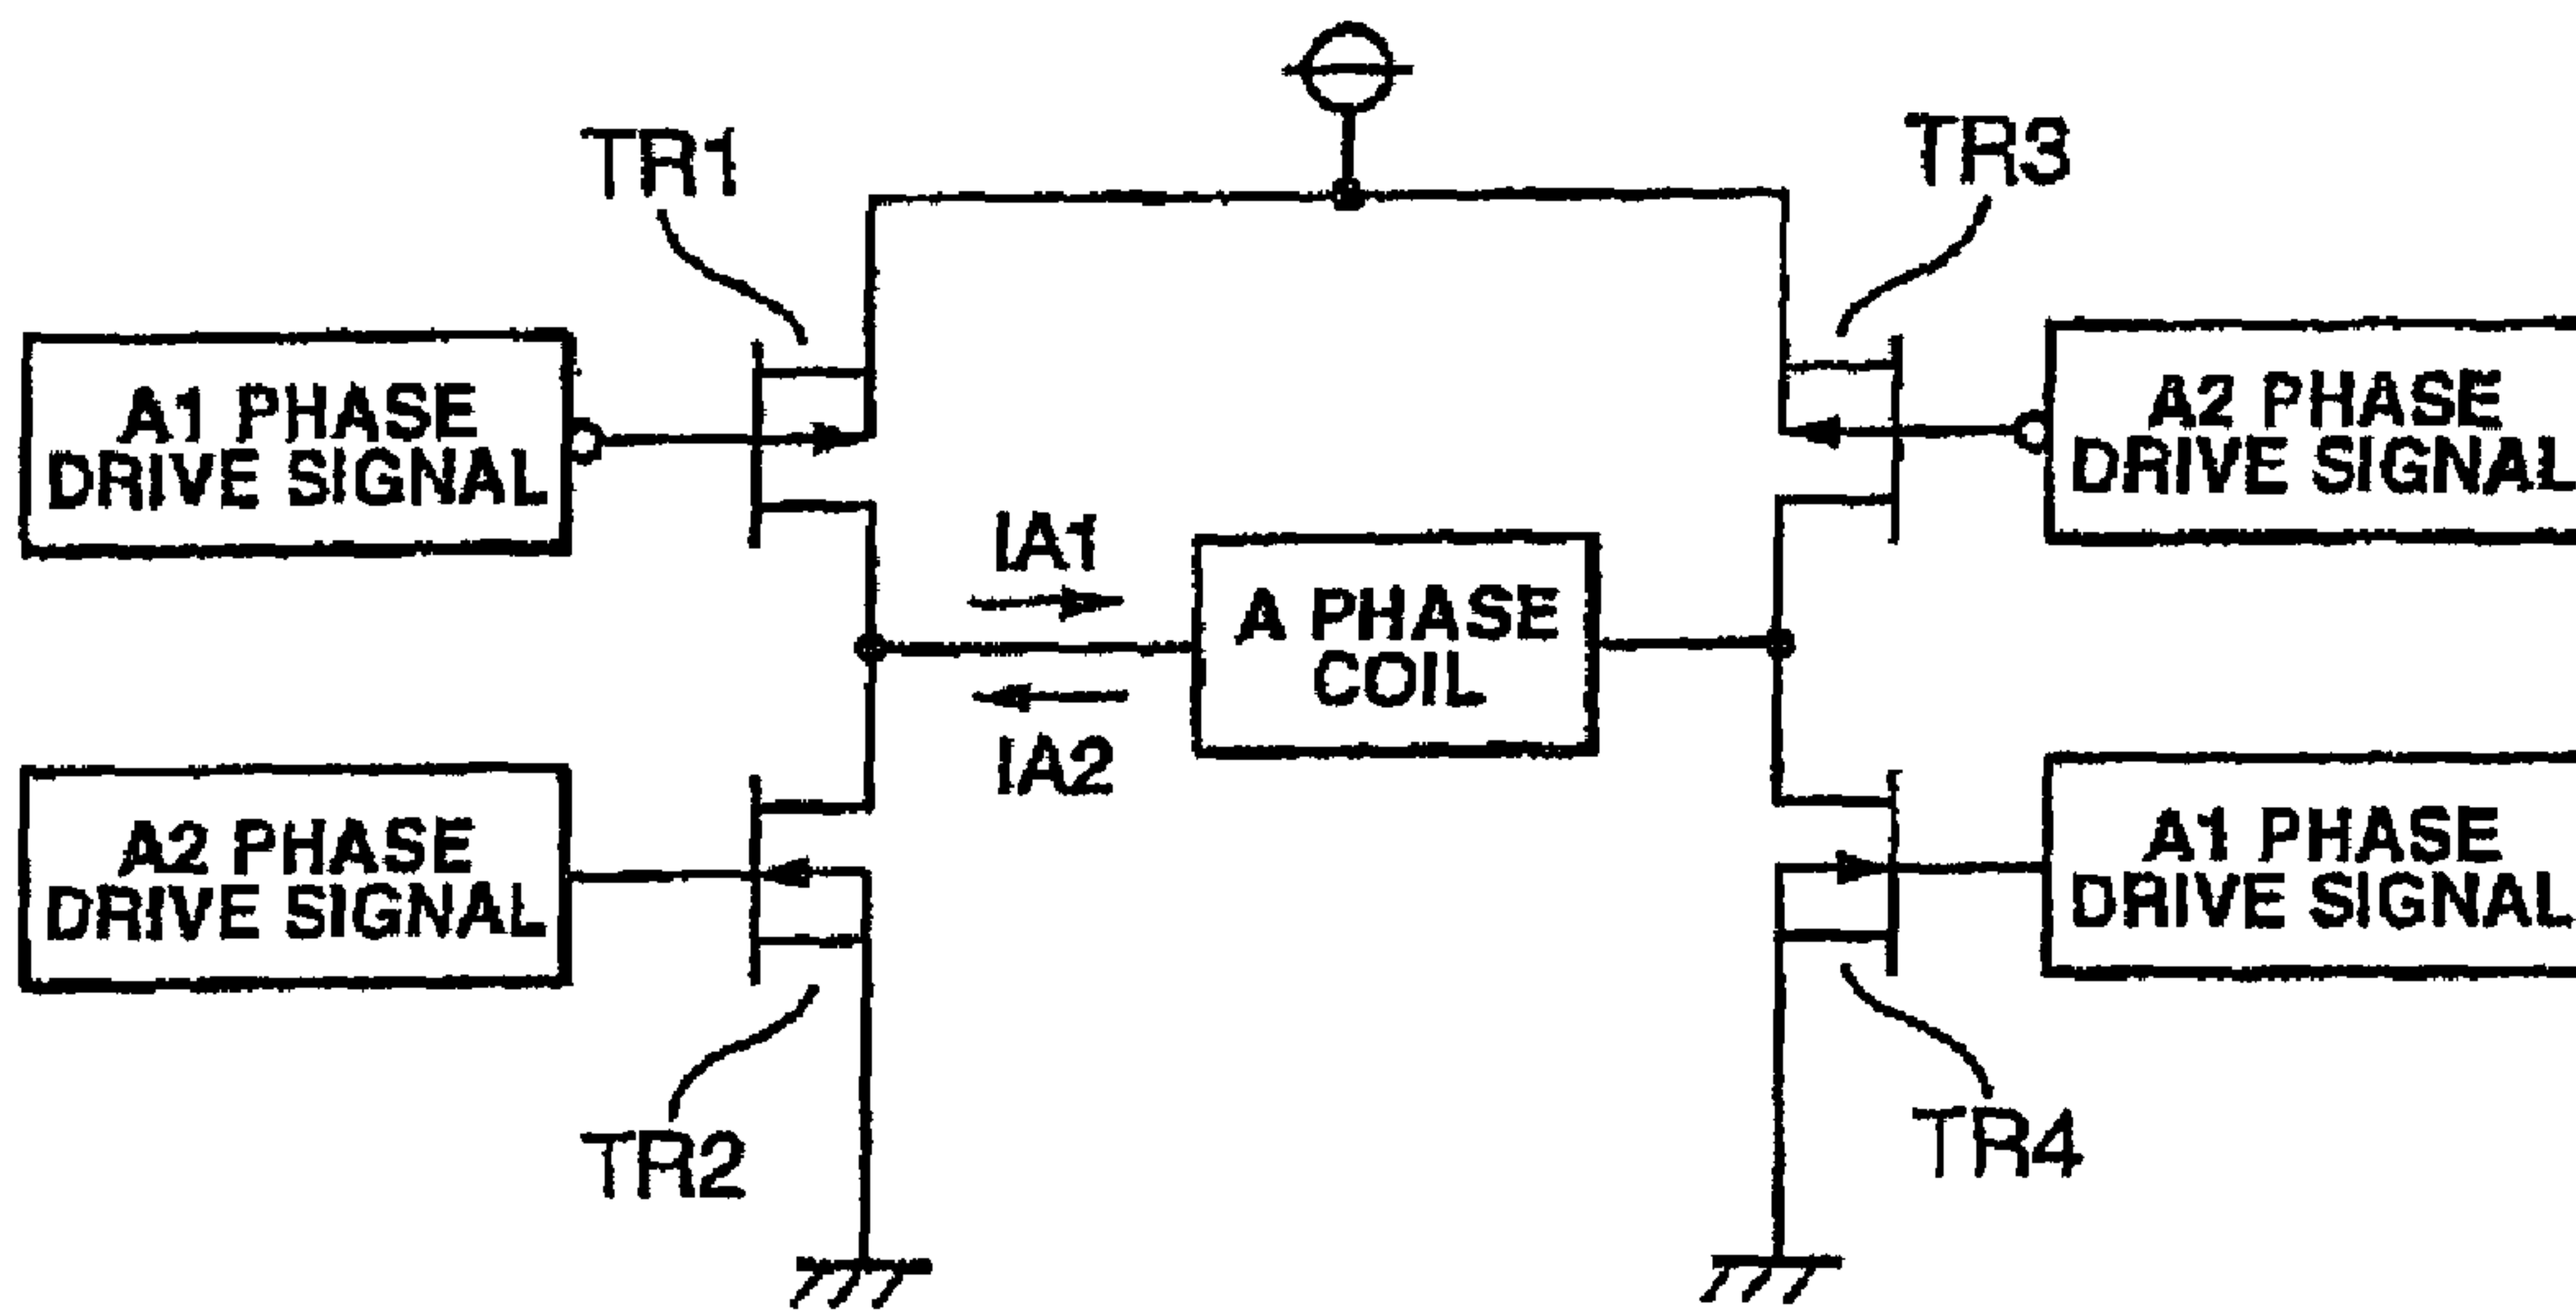 TR1
TR3
A1 PHASE
DRIVE SIGNAL
A2 PHASE
DRIVE SIGNAL
IA1
A PHASE
COIL
IA2
A2 PHASE
DRIVE SIGNAL
A1 PHASE
DRIVE SIGNAL
TR2
TR4